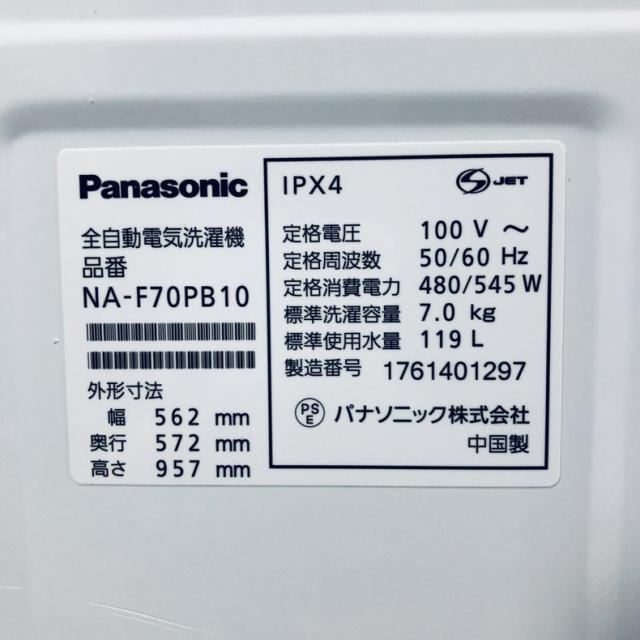 Panasonic
全自動電気洗濯機
品番
NA-F70PB10
外形寸法
幅 562 mm
奥行 572 mm
高さ 957 mm
IPX4
S JET
定格電圧 100 V ~
定格周波数 50/60 Hz
定格消費電力 480/545 W
標準洗濯容量 7.0 kg
標準使用水量 119 L
製造番号 1761401297
PS E パナソニック株式会社
中国製